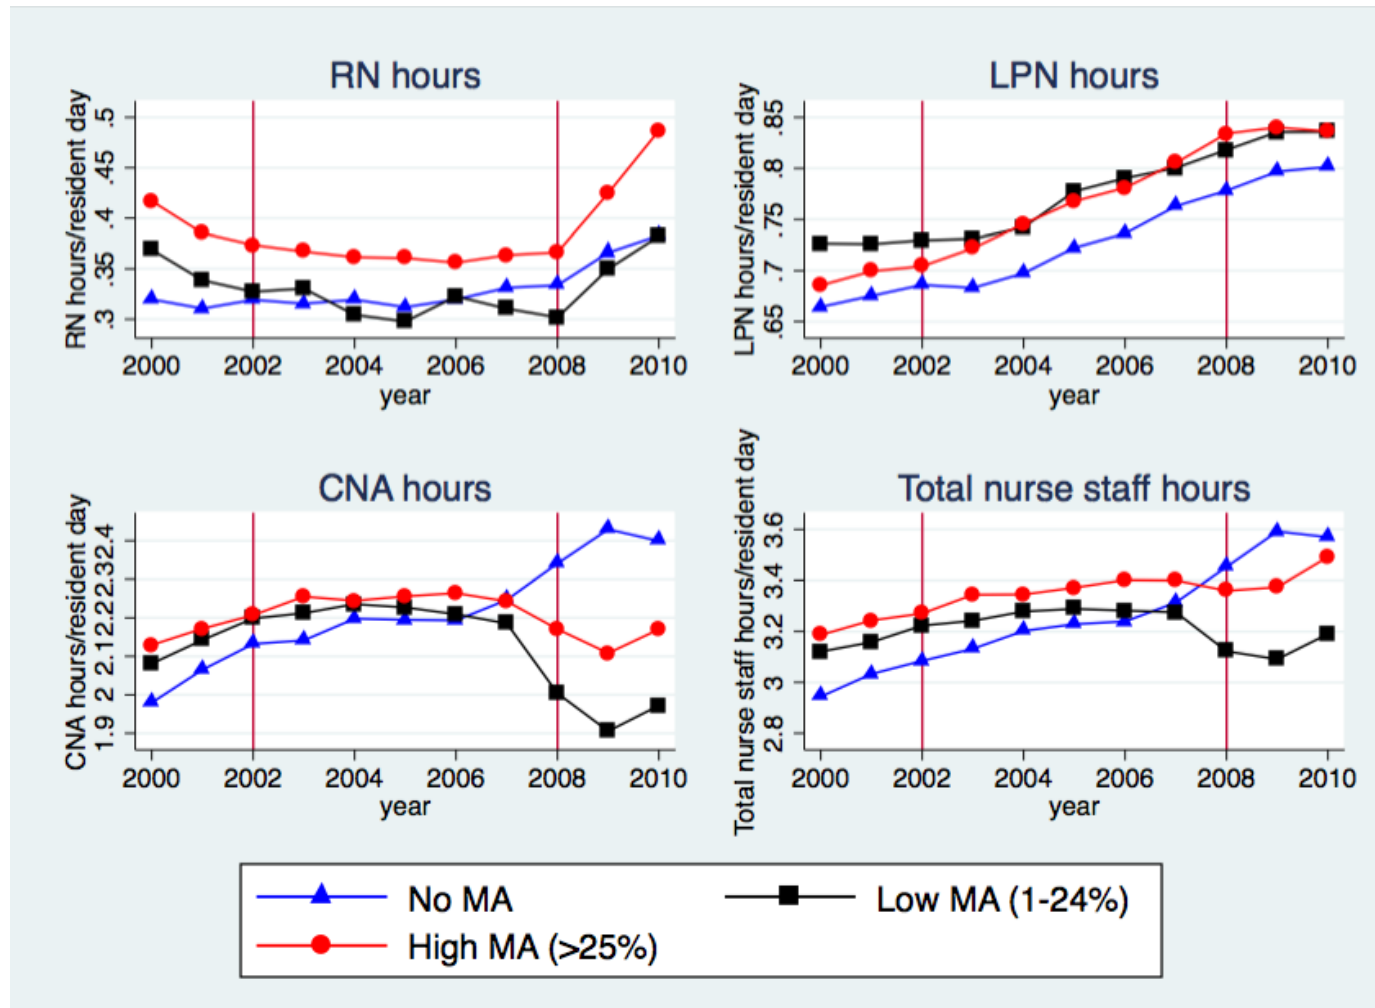 RN hours
RN hours/resident day
.5
.45
.4
.35
.3
2000 2002 2004 2006 2008 2010
year
LPN hours
LPN hours/resident day
.85
.8
.75
.7
.65
2000 2002 2004 2006 2008 2010
year
CNA hours
CNA hours/resident day
2.4
2.3
2.2
2.1
2
1.9
2000 2002 2004 2006 2008 2010
year
Total nurse staff hours
Total nurse staff hours/resident day
3.6
3.4
3.2
3
2.8
2000 2002 2004 2006 2008 2010
year
No MA
Low MA (1-24%)
High MA (>25%)